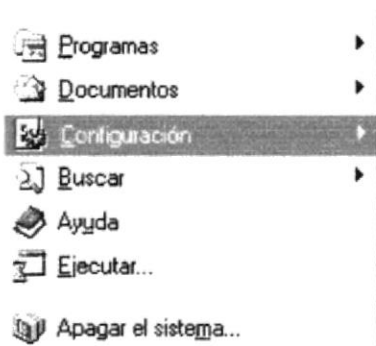 Programas
Documentos
Configuración
Buscar
Ayuda
Ejecutar...
Apagar el sistema...